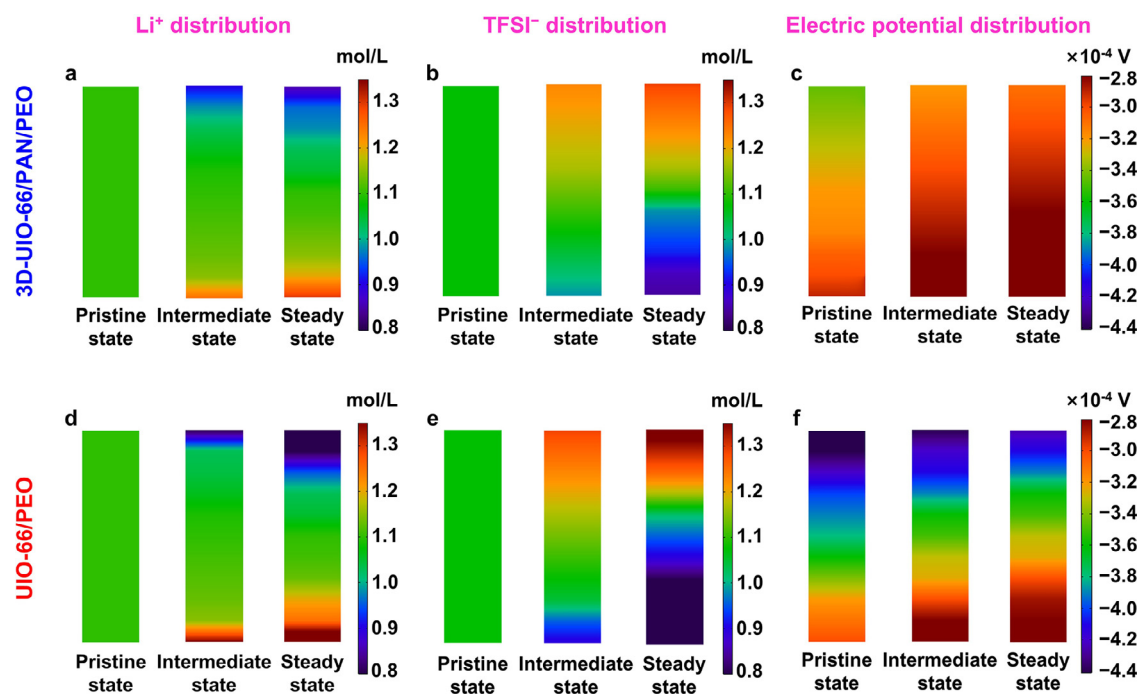 Li⁺ distribution
TFSI⁻ distribution
Electric potential distribution
3D-UIO-66/PAN/PEO
a
mol/L
1.3
1.2
1.1
1.0
0.9
0.8
Pristine state
Intermediate state
Steady state
b
mol/L
1.3
1.2
1.1
1.0
0.9
0.8
Pristine state
Intermediate state
Steady state
c
×10⁻⁴ V
−2.8
−3.0
−3.2
−3.4
−3.6
−3.8
−4.0
−4.2
−4.4
Pristine state
Intermediate state
Steady state
UIO-66/PEO
d
mol/L
1.3
1.2
1.1
1.0
0.9
0.8
Pristine state
Intermediate state
Steady state
e
mol/L
1.3
1.2
1.1
1.0
0.9
0.8
Pristine state
Intermediate state
Steady state
f
×10⁻⁴ V
−2.8
−3.0
−3.2
−3.4
−3.6
−3.8
−4.0
−4.2
−4.4
Pristine state
Intermediate state
Steady state